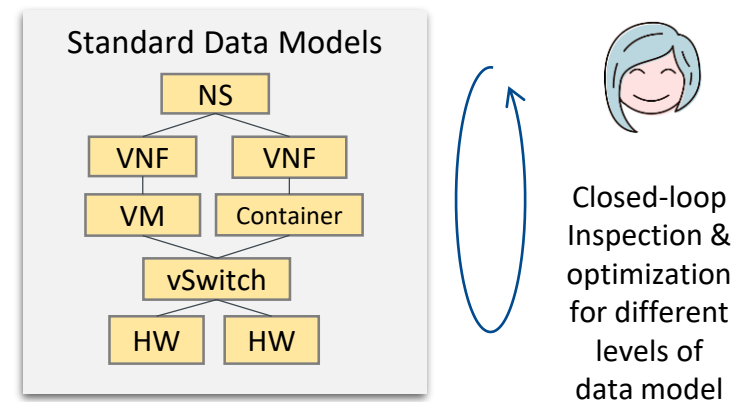 Standard Data Models
NS
VNF VNF
VM Container
vSwitch
HW HW
Closed-loop
Inspection &
optimization
for different
levels of
data model